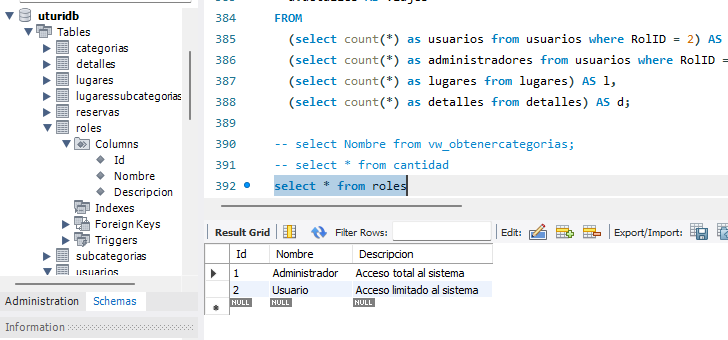 uturidb
Tables
categorias
detalles
lugares
lugaressubcategorias
reservas
roles
Columns
Id
Nombre
Descripcion
Indexes
Foreign Keys
Triggers
subcategorias
usuarios
Administration Schemas
Information
384 FROM
385 (select count(*) as usuarios from usuarios where RolID = 2) AS
386 (select count(*) as administradores from usuarios where RolID =
387 (select count(*) as lugares from lugares) AS l,
388 (select count(*) as detalles from detalles) AS d;
389
390 -- select Nombre from vw_obtenercategorias;
391 -- select * from cantidad
392 select * from roles
Result Grid Filter Rows: Edit: Export/Import:
Id Nombre Descripcion
1 Administrador Acceso total al sistema
2 Usuario Acceso limitado al sistema
NULL NULL NULL